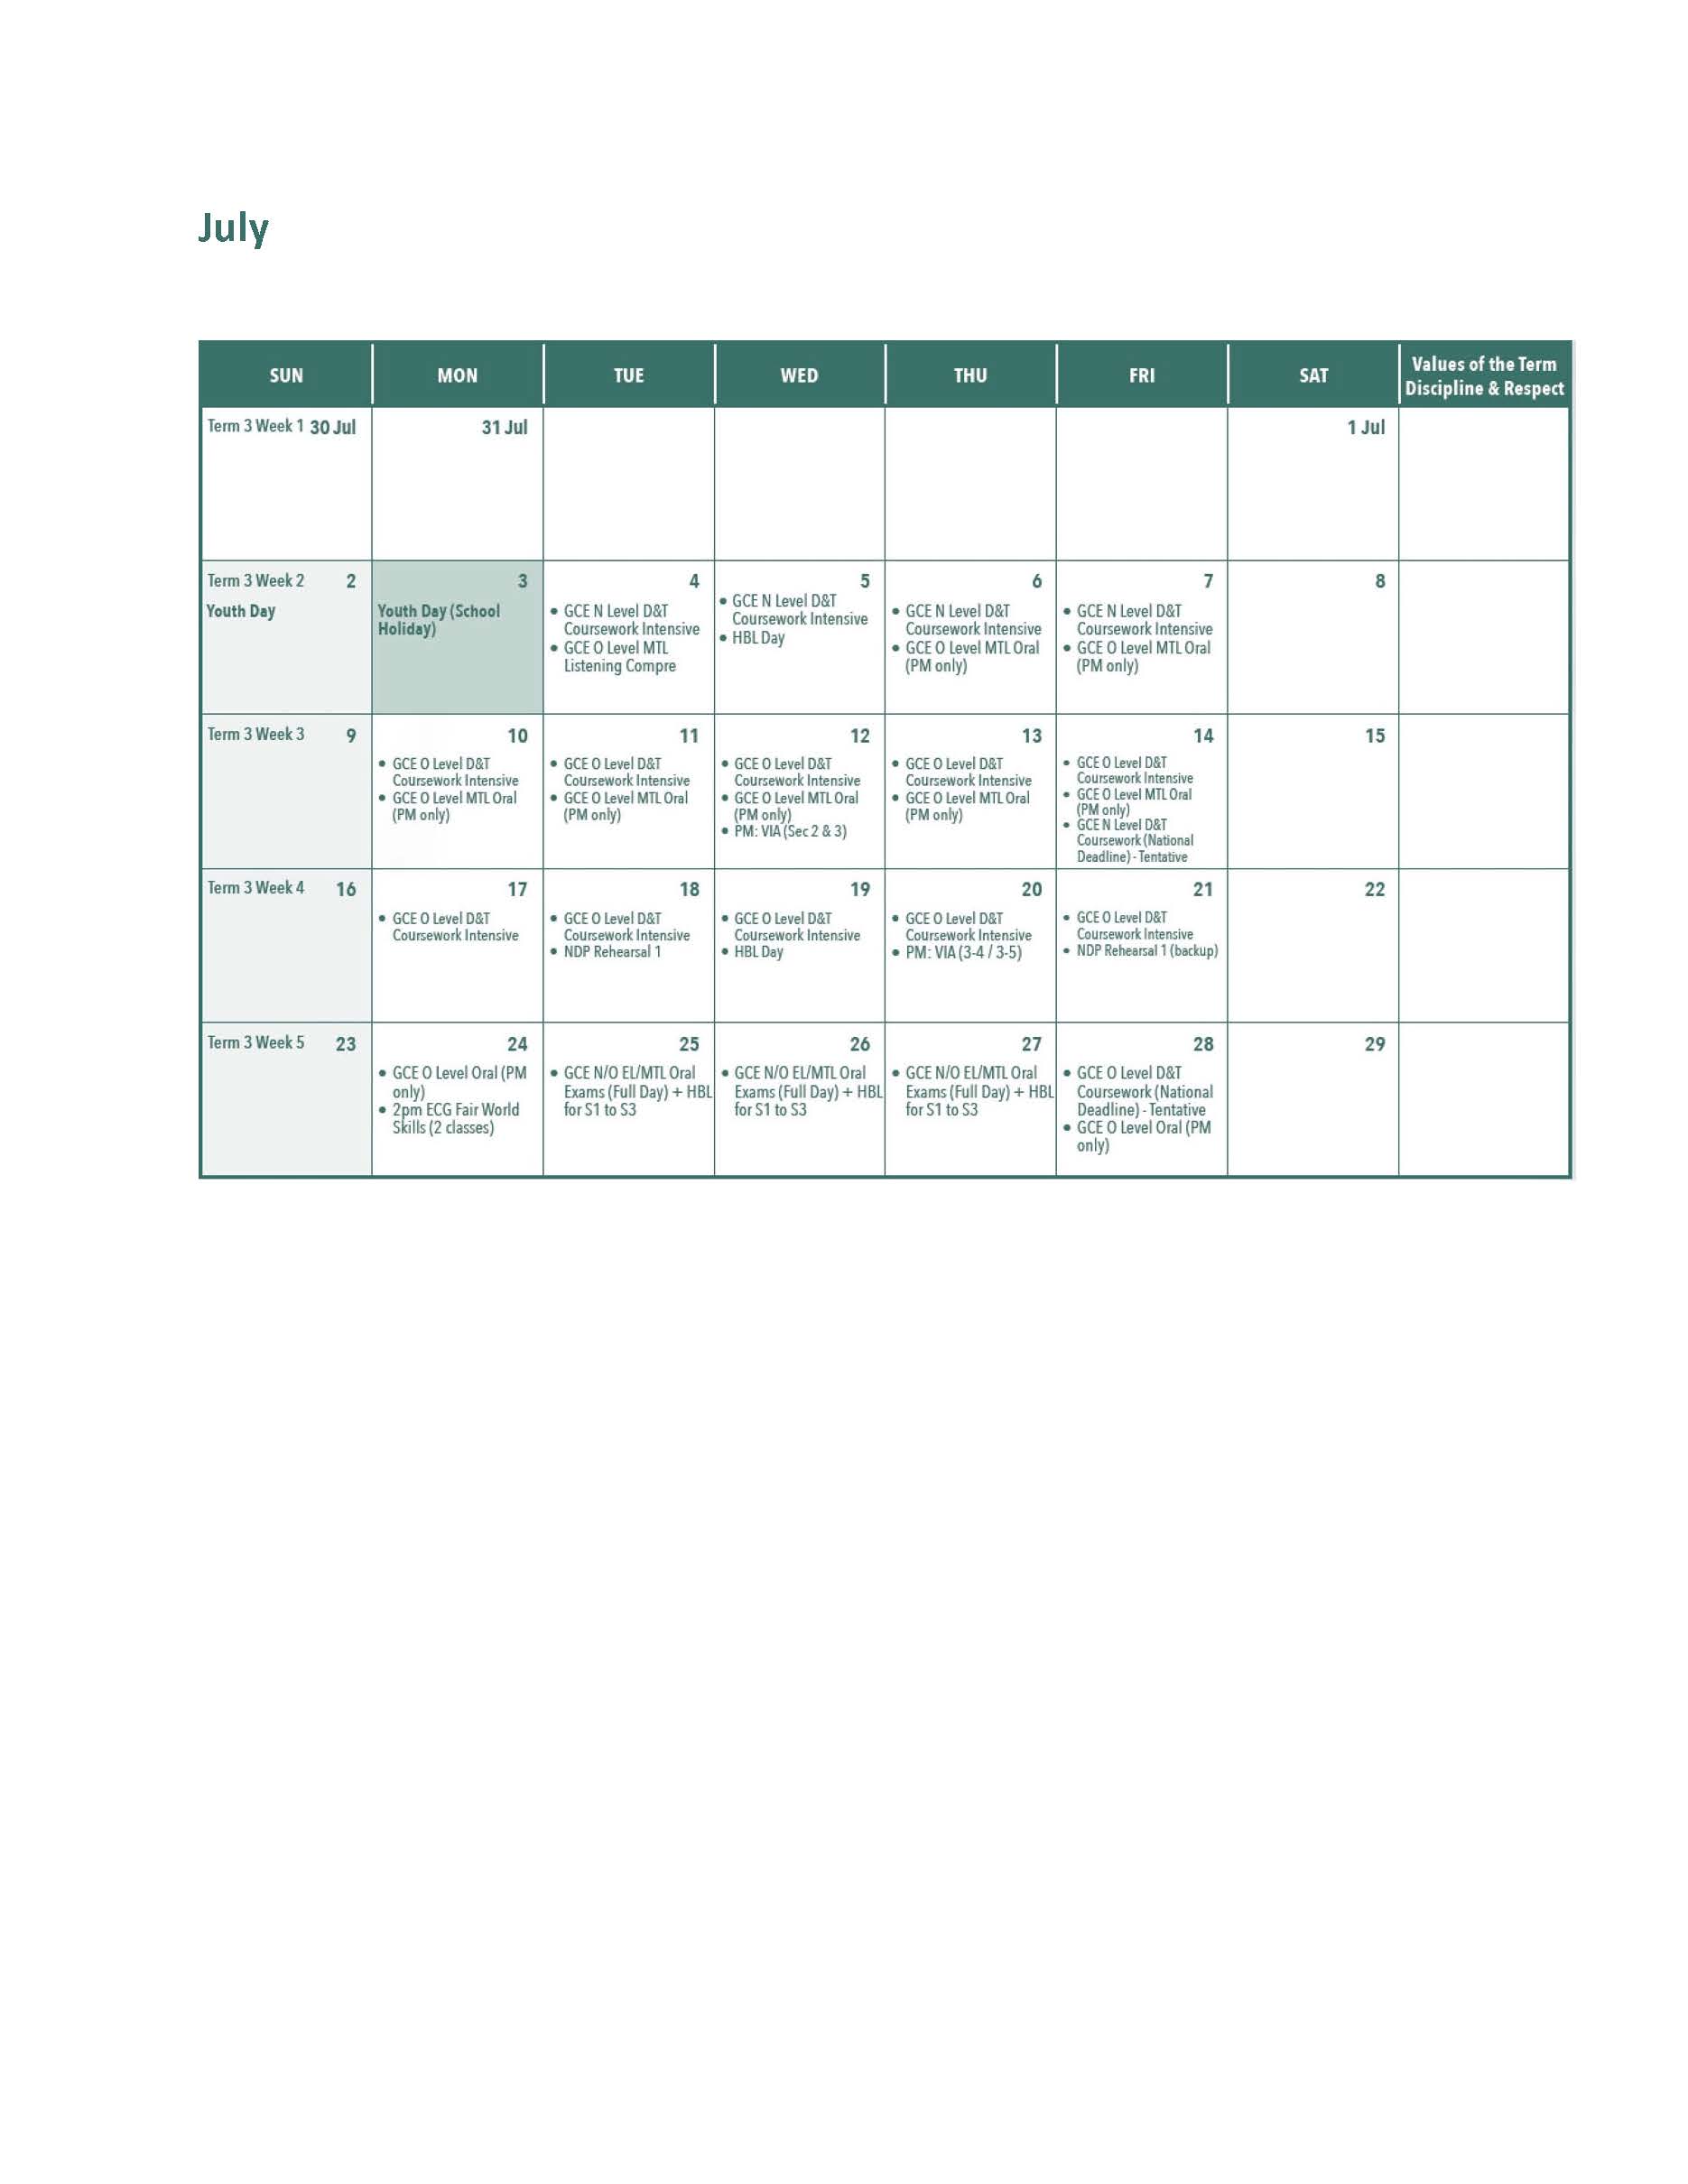 July
SUN MON TUE WED THU FRI SAT Values of the Term
Discipline & Respect
Term 3 Week 1 30 Jul
31 Jul
1 Jul
Term 3 Week 2 2
Youth Day
3
Youth Day (School
Holiday)
4
• GCE N Level D&T
Coursework Intensive
• GCE O Level MTL
Listening Compre
5
• GCE N Level D&T
Coursework Intensive
• HBL Day
6
• GCE N Level D&T
Coursework Intensive
• GCE O Level MTL Oral
(PM only)
7
• GCE N Level D&T
Coursework Intensive
• GCE O Level MTL Oral
(PM only)
8
Term 3 Week 3 9
10
• GCE O Level D&T
Coursework Intensive
• GCE O Level MTL Oral
(PM only)
11
• GCE O Level D&T
Coursework Intensive
• GCE O Level MTL Oral
(PM only)
12
• GCE O Level D&T
Coursework Intensive
• GCE O Level MTL Oral
(PM only)
• PM: VIA (Sec 2 & 3)
13
• GCE O Level D&T
Coursework Intensive
• GCE O Level MTL Oral
(PM only)
14
• GCE O Level D&T
Coursework Intensive
• GCE O Level MTL Oral
(PM only)
• GCE N Level D&T
Coursework (National
Deadline) - Tentative
15
Term 3 Week 4 16
17
• GCE O Level D&T
Coursework Intensive
18
• GCE O Level D&T
Coursework Intensive
• NDP Rehearsal 1
19
• GCE O Level D&T
Coursework Intensive
• HBL Day
20
• GCE O Level D&T
Coursework Intensive
• PM: VIA (3-4 / 3-5)
21
• GCE O Level D&T
Coursework Intensive
• NDP Rehearsal 1 (backup)
22
Term 3 Week 5 23
24
• GCE O Level Oral (PM
only)
• 2pm ECG Fair World
Skills (2 classes)
25
• GCE N/O EL/MTL Oral
Exams (Full Day) + HBL
for S1 to S3
26
• GCE N/O EL/MTL Oral
Exams (Full Day) + HBL
for S1 to S3
27
• GCE N/O EL/MTL Oral
Exams (Full Day) + HBL
for S1 to S3
28
• GCE O Level D&T
Coursework (National
Deadline) - Tentative
• GCE O Level Oral (PM
only)
29